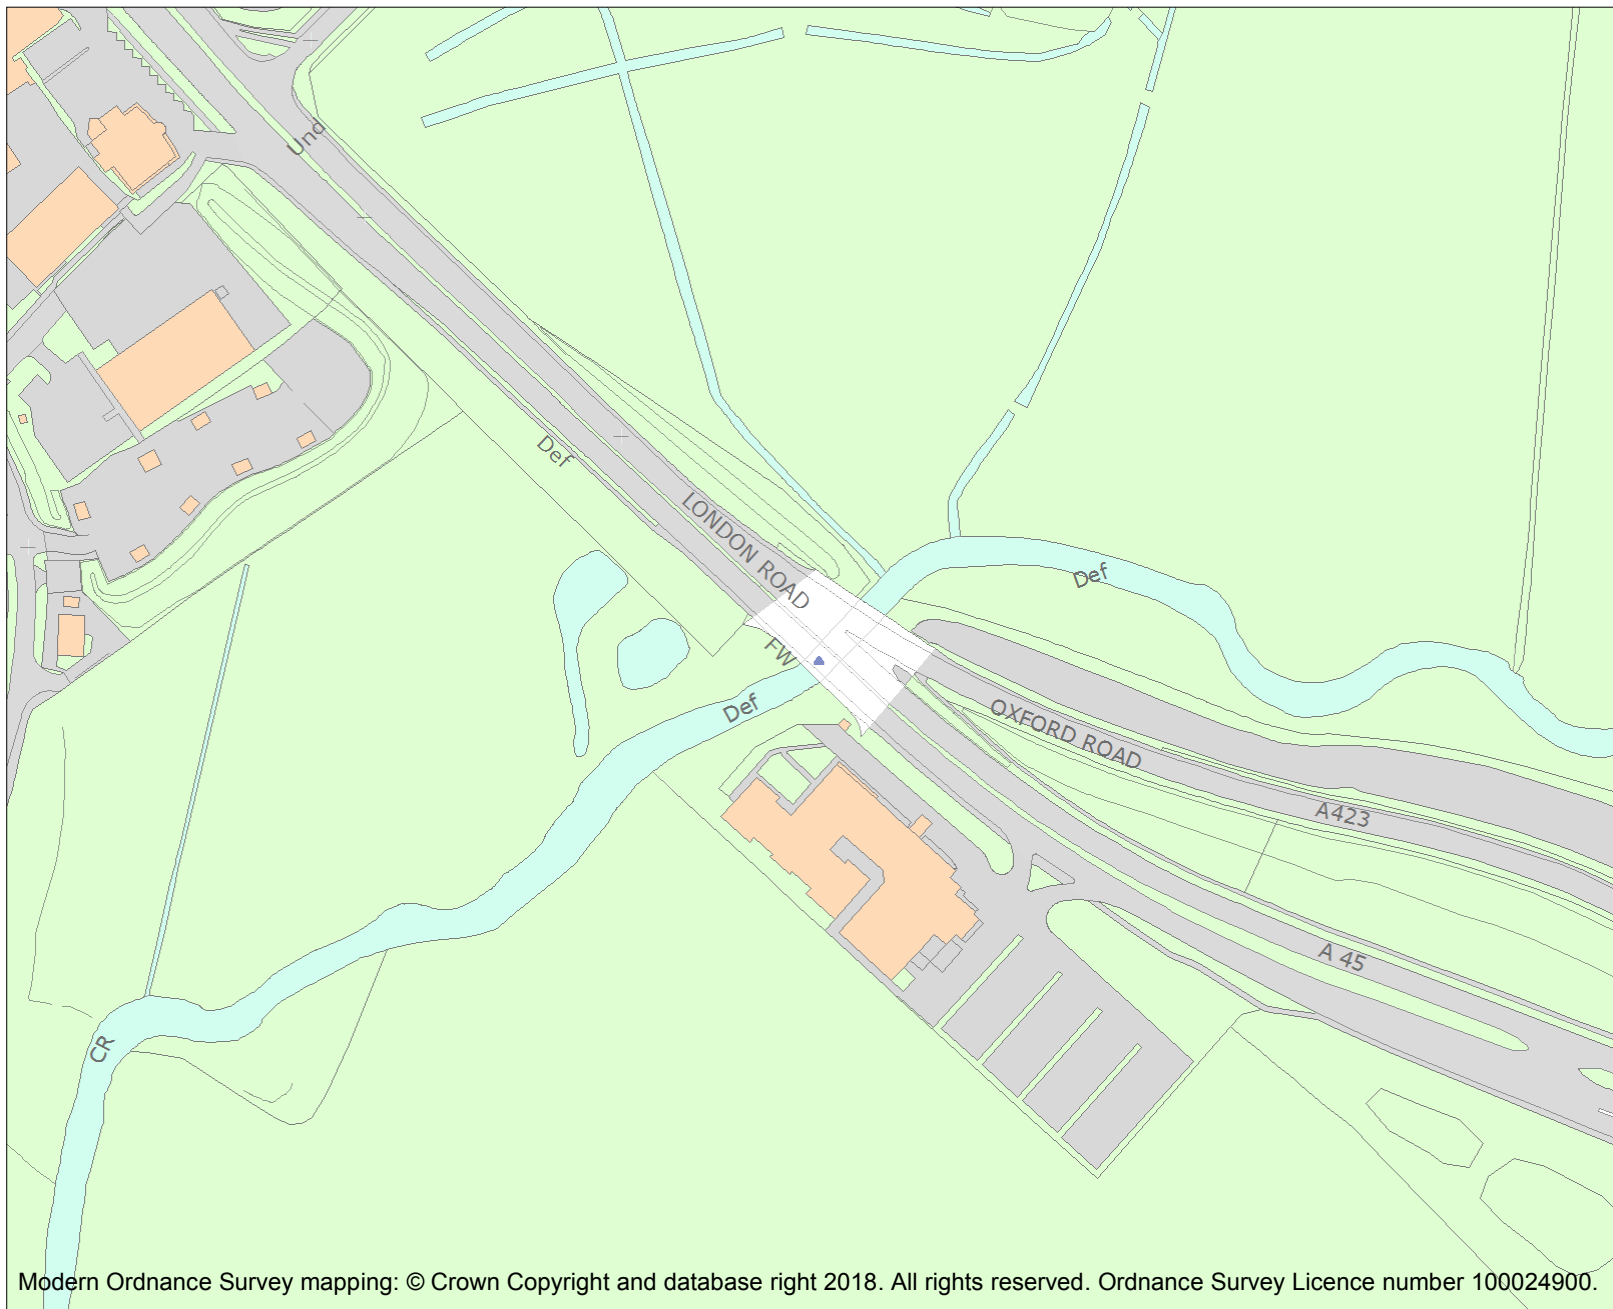 Und
Def
LONDON ROAD
Def
FW
Def
OXFORD ROAD
A423
A 45
CR
Modern Ordnance Survey mapping: © Crown Copyright and database right 2018. All rights reserved. Ordnance Survey Licence number 100024900.